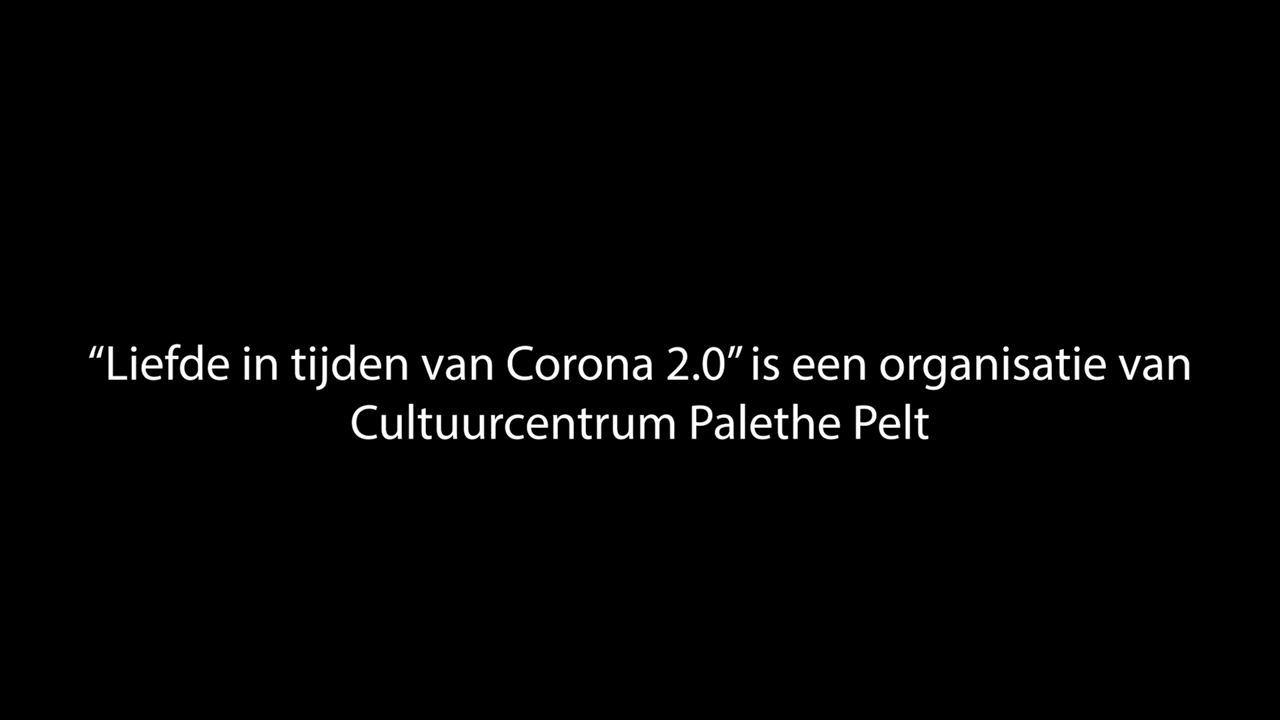 “Liefde in tijden van Corona 2.0” is een organisatie van
Cultuurcentrum Palethe Pelt